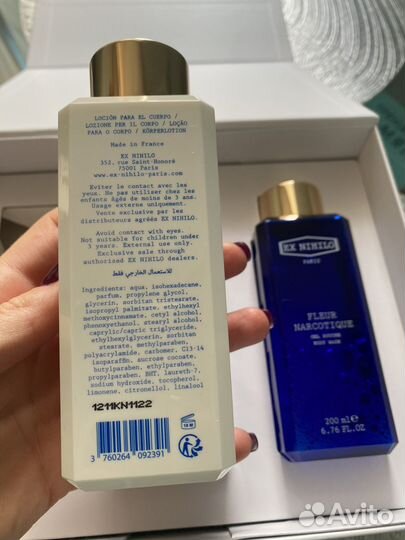 LOCIÓN PARA EL CUERPO /
LOZIONE PER IL CORPO / LOÇÃO
PARA O CORPO / KÖRPERLOTION
Made in France
EX NIHILO
352, rue Saint-Honoré
75001 Paris
www.ex-nihilo-paris.com
Eviter le contact avec les
yeux. Ne pas utiliser chez les
enfants âgés de moins de 3 ans.
Usage externe uniquement.
Vente exclusive par les
distributeurs agréés EX NIHILO.
Avoid contact with eyes.
Not suitable for children under
3 years. External use only.
Exclusive sale through
authorised EX NIHILO dealers.
للاستعمال الخارجي فقط
Ingredients: aqua, isohexadecane,
parfum, propylene glycol,
glycerin, sorbitan tristearate,
isopropyl palmitate, ethylhexyl
methoxycinnamate, cetyl alcohol,
phenoxyethanol, stearyl alcohol,
caprylic/capric triglyceride,
ethylhexylglycerin, sorbitan
stearate, methylparaben,
polyacrylamide, carbomer, C13-14
isoparaffin, sucrose cocoate,
butylparaben, ethylparaben,
propylparaben, BHT, laureth-7,
sodium hydroxide, tocopherol,
limonene, citronellol, linalool
1211KN1122
18 M
3 760264 092391
EX NIHILO
PARIS
FLEUR
NARCOTIQUE
GEL DOUCHE
BODY WASH
200 ml e
6.76 FL.OZ
Avito